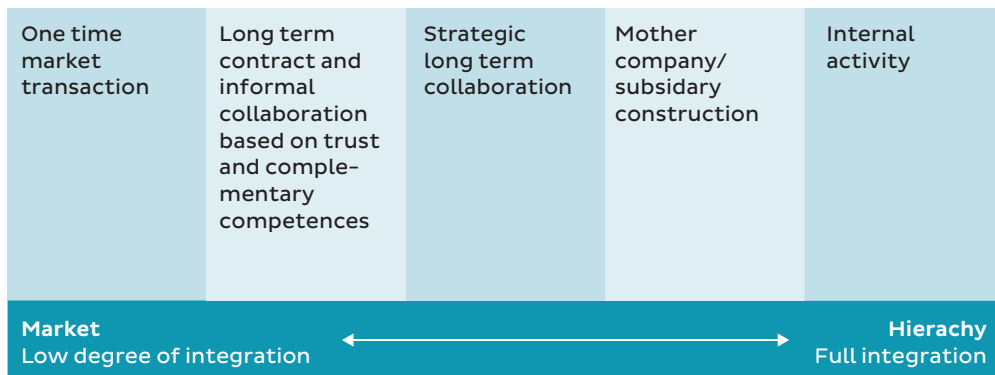 One time
market
transaction
Long term
contract and
informal
collaboration
based on trust
and comple-
mentary
competences
Strategic
long term
collaboration
Mother
company/
subsidary
construction
Internal
activity
Market
Low degree of integration
Hierachy
Full integration